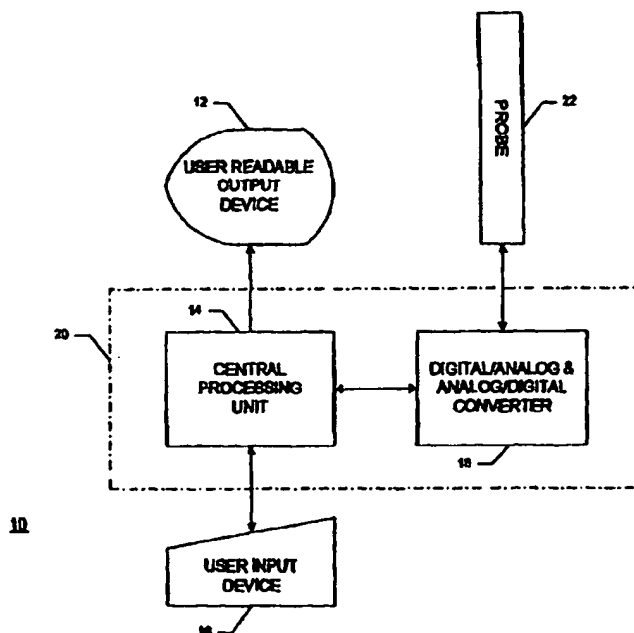 12
USER READABLE
OUTPUT
DEVICE
PROBE
22
20
14
CENTRAL
PROCESSING
UNIT
DIGITAL/ANALOG &
ANALOG/DIGITAL
CONVERTER
18
10
USER INPUT
DEVICE